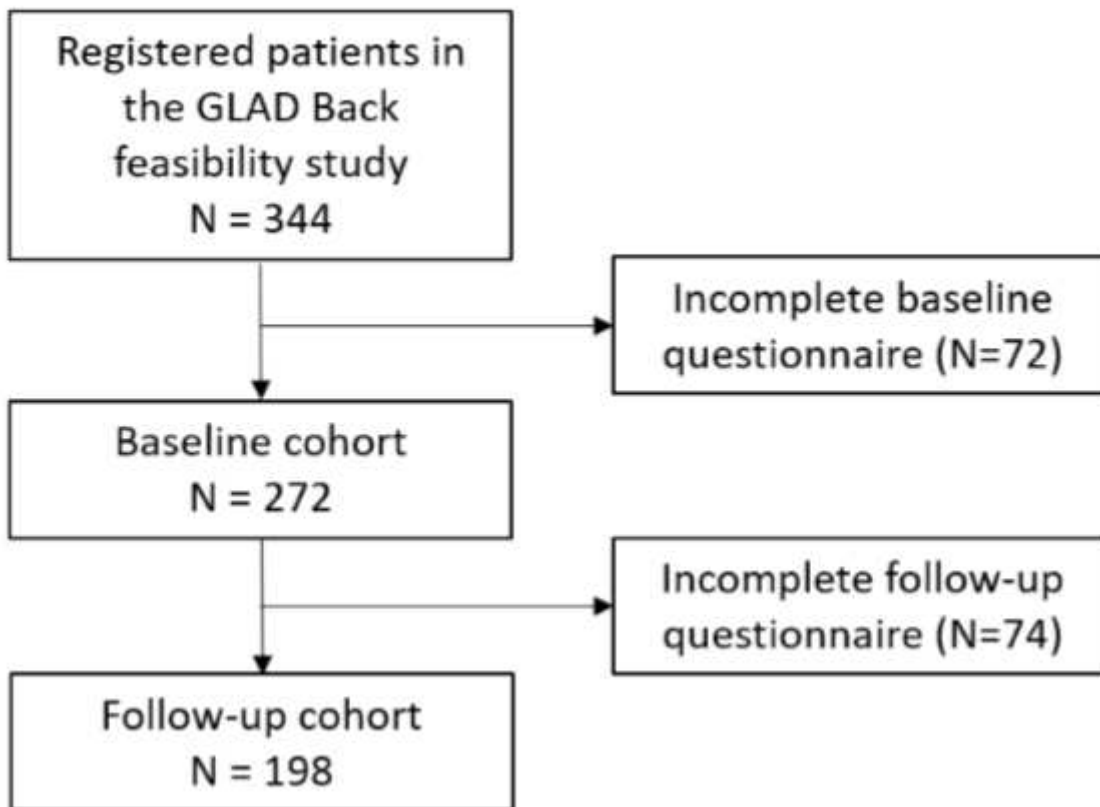 Registered patients in
the GLAD Back
feasibility study
N = 344
Incomplete baseline
questionnaire (N=72)
Baseline cohort
N = 272
Incomplete follow-up
questionnaire (N=74)
Follow-up cohort
N = 198